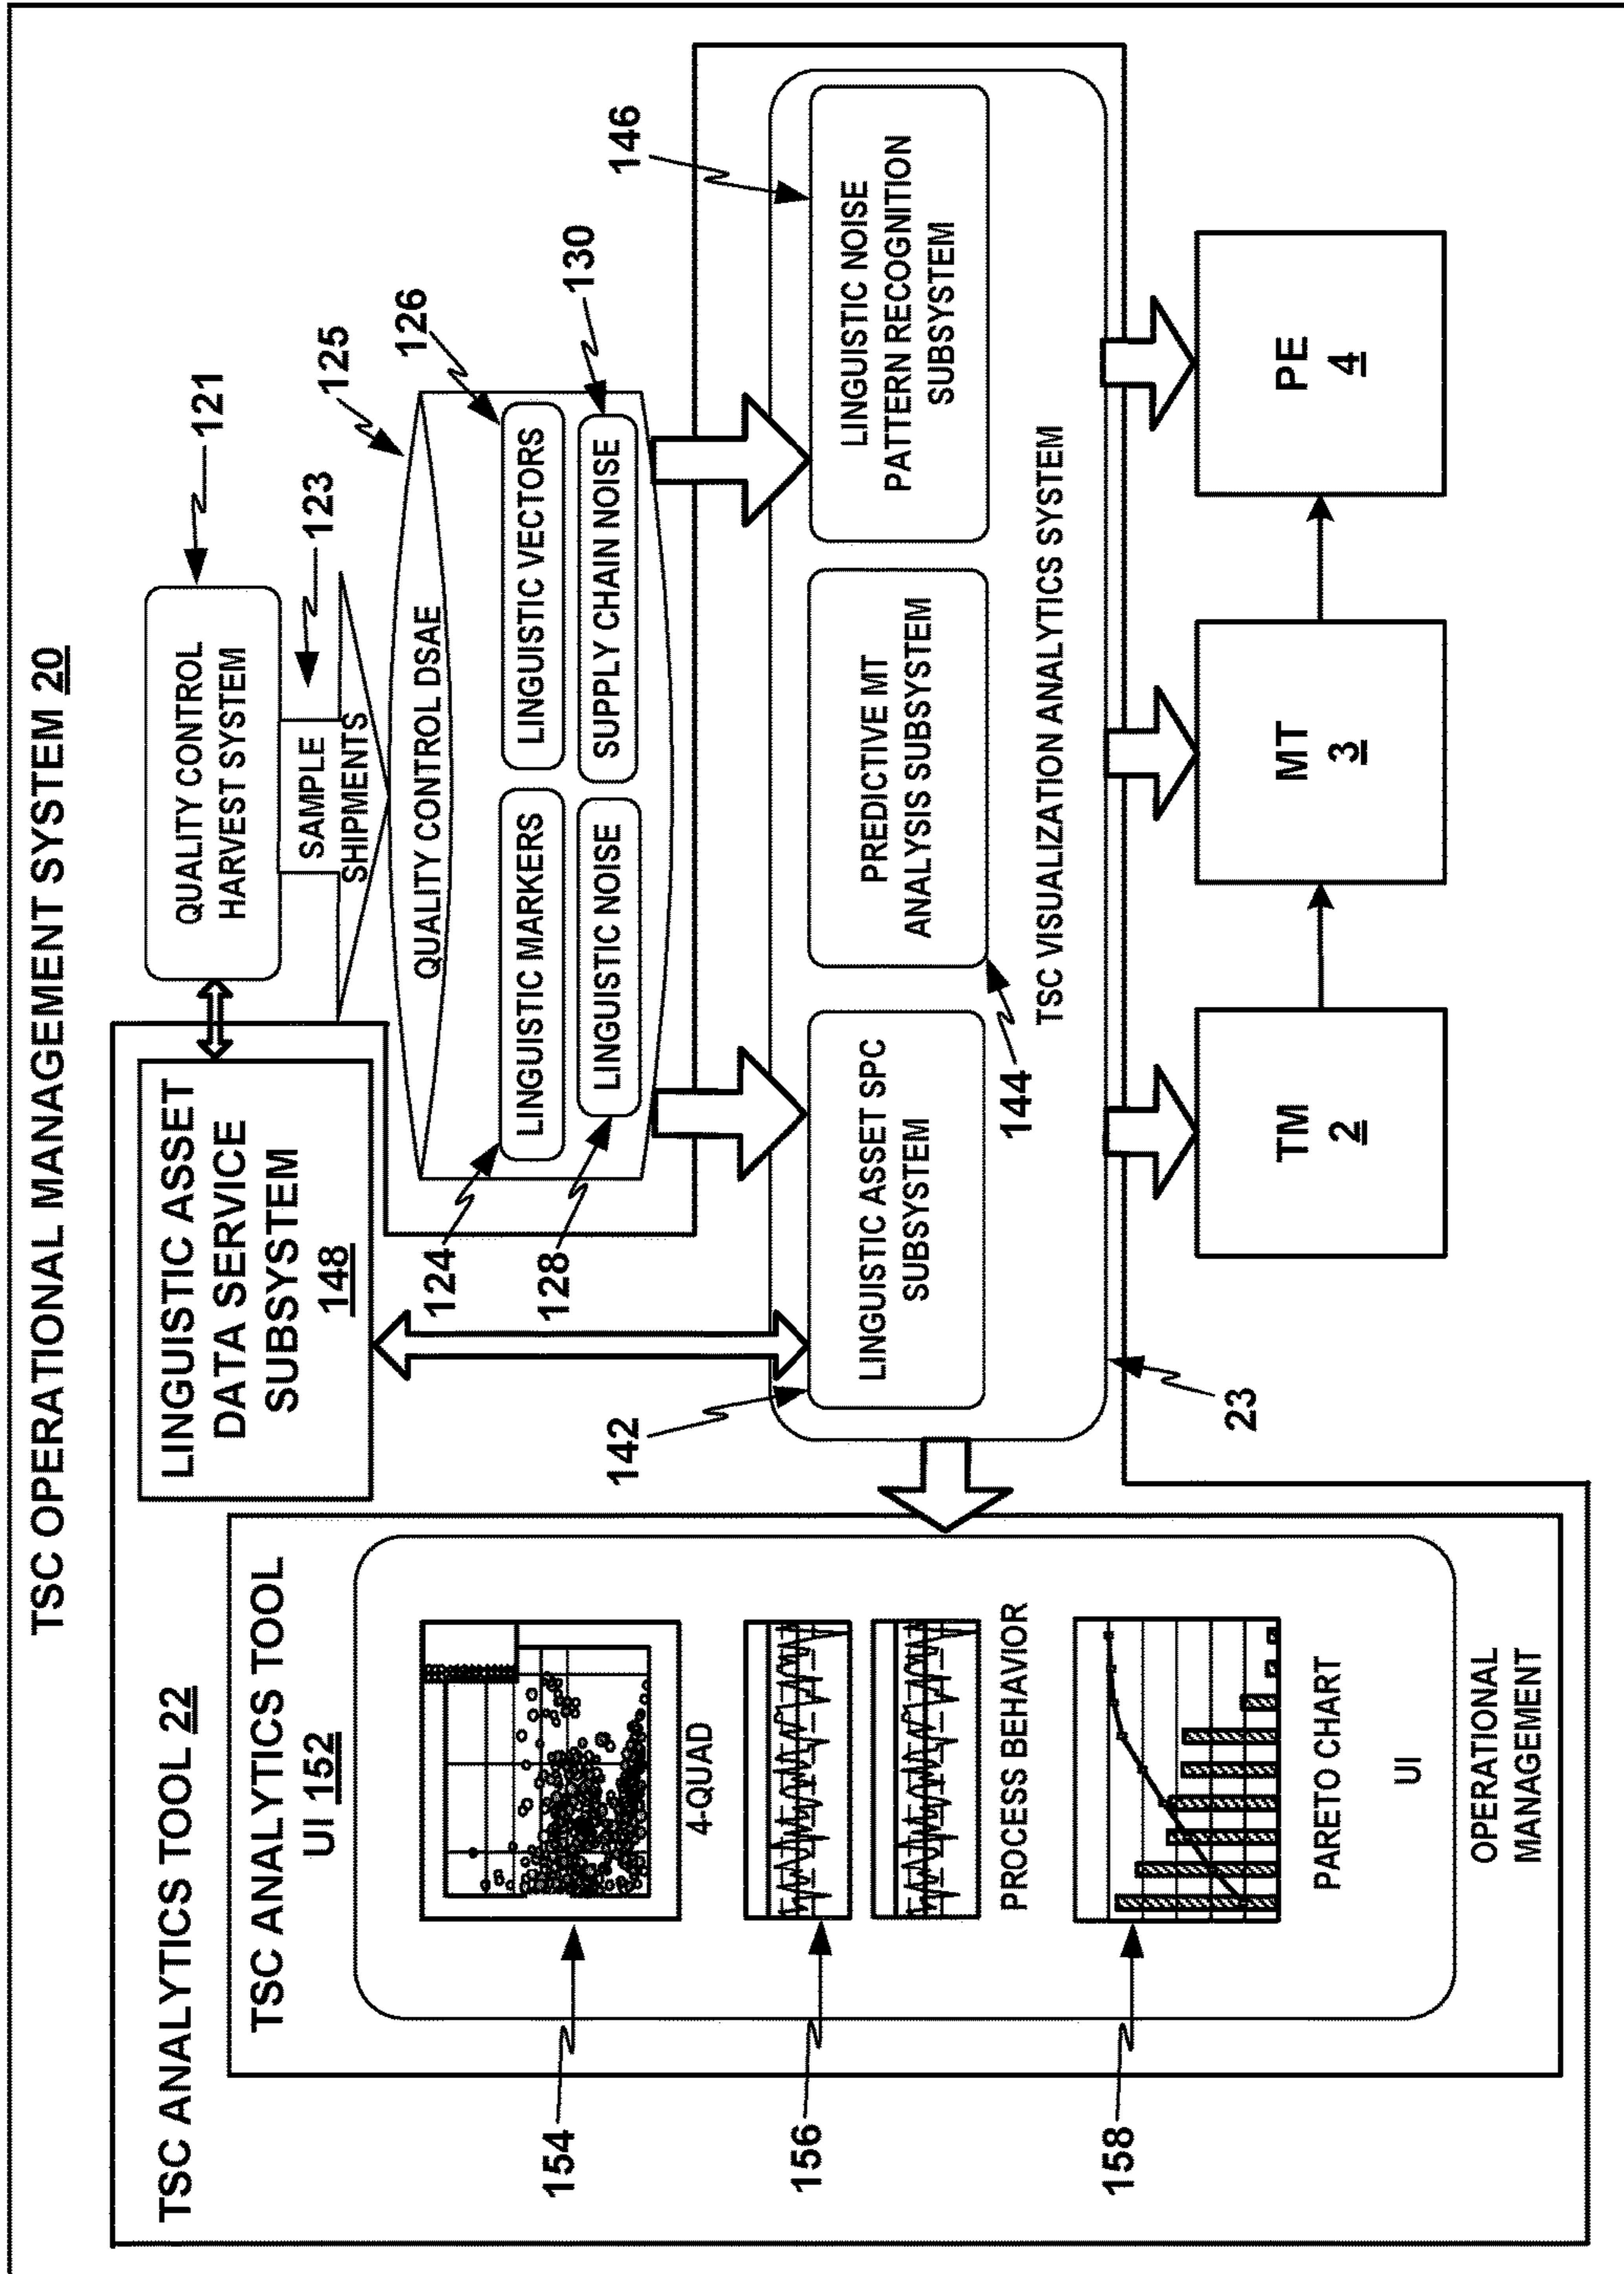 TSC OPERATIONAL MANAGEMENT SYSTEM 20
TSC ANALYTICS TOOL 22
TSC ANALYTICS TOOL
UI 152
4-QUAD
PROCESS BEHAVIOR
PARETO CHART
UI
OPERATIONAL
MANAGEMENT
154
156
158
LINGUISTIC ASSET
DATA SERVICE
SUBSYSTEM
148
QUALITY CONTROL
HARVEST SYSTEM
121
SAMPLE
SHIPMENTS
123
125
QUALITY CONTROL DSAE
LINGUISTIC MARKERS
LINGUISTIC VECTORS
LINGUISTIC NOISE
SUPPLY CHAIN NOISE
124
126
128
130
142
LINGUISTIC ASSET SPC
SUBSYSTEM
PREDICTIVE MT
ANALYSIS SUBSYSTEM
144
LINGUISTIC NOISE
PATTERN RECOGNITION
SUBSYSTEM
146
TSC VISUALIZATION ANALYTICS SYSTEM
23
TM
2
MT
3
PE
4